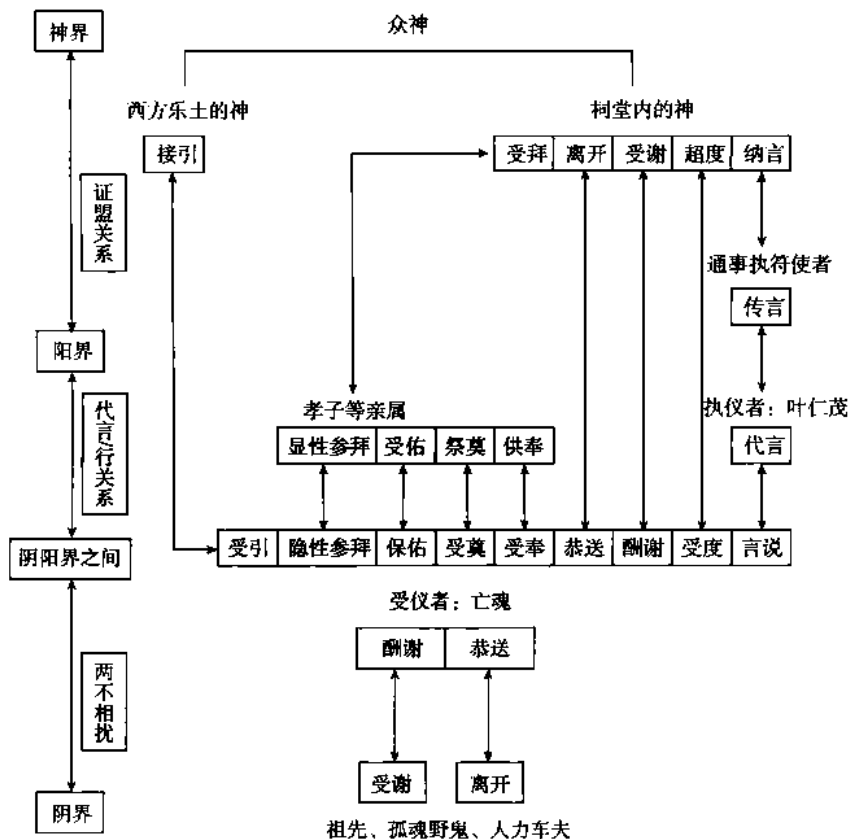 神界
众神
西方乐土的神
祠堂内的神
接引
受拜 离开 受谢 超度 纳言
证盟关系
通事执符使者
传言
阳界
孝子等亲属
执仪者：叶仁茂
显性参拜 受佑 祭奠 供奉
代言
代言/行关系
阴阳界之间
受引 隐性参拜 保佑 受奠 受奉 恭送 酬谢 受度 言说
受仪者：亡魂
酬谢 恭送
两不相扰
受谢 离开
阴界
祖先、孤魂野鬼、人力车夫